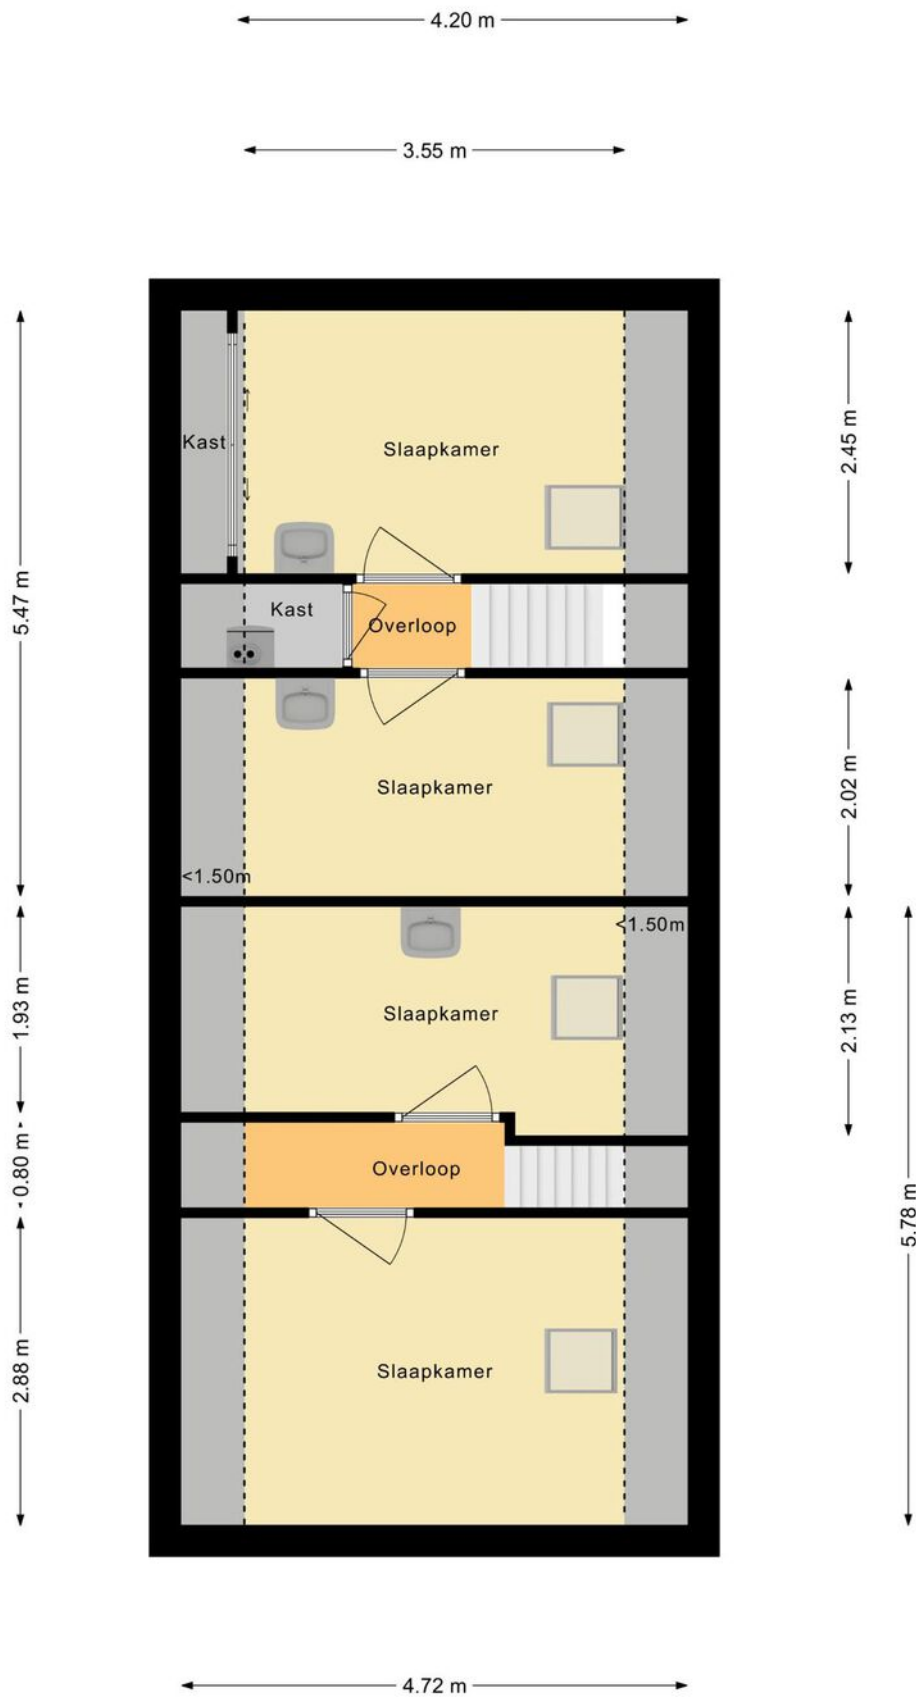 4.20 m
3.55 m
Kast
Slaapkamer
2.45 m
5.47 m
Kast
Overloop
Slaapkamer
2.02 m
<1.50m
<1.50m
1.93 m
Slaapkamer
2.13 m
0.80 m
Overloop
5.78 m
2.88 m
Slaapkamer
4.72 m